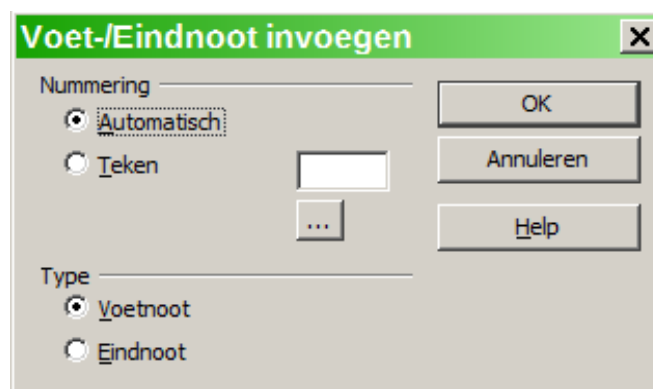 Voet-/Eindnoot invoegen
Nummering
Automatisch
Teken
...
OK
Annuleren
Help
Type
Voetnoot
Eindnoot